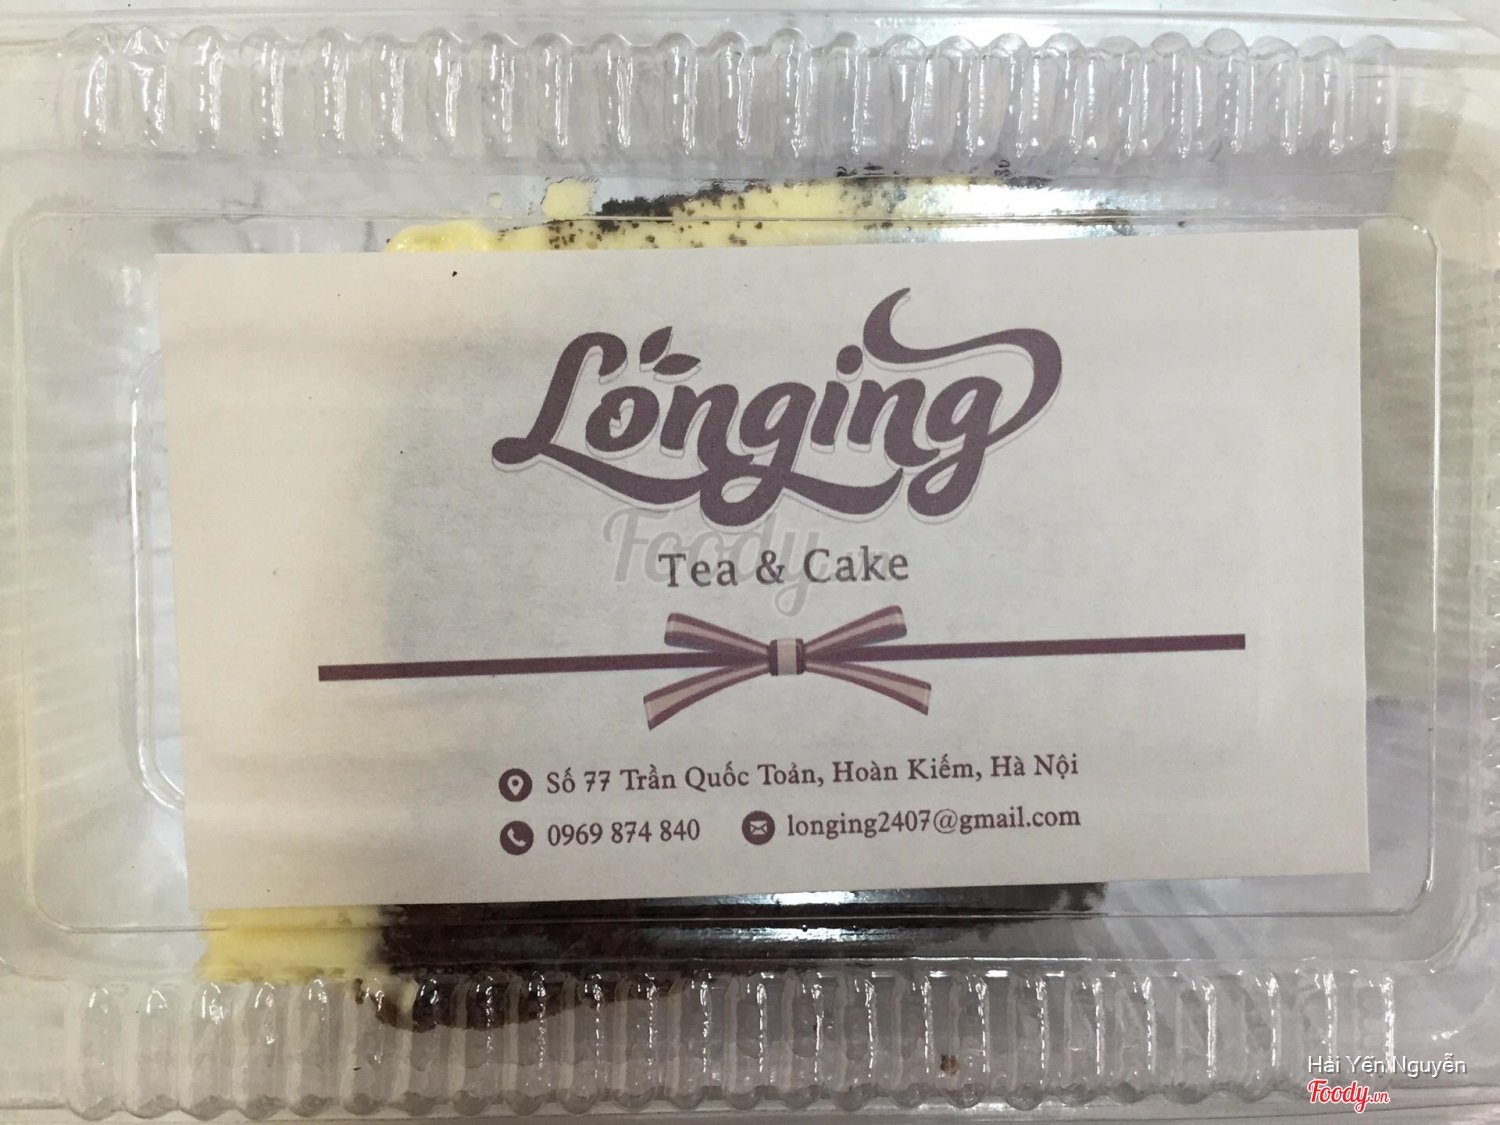 Longing
Foody.vn
Tea & Cake
Số 77 Trần Quốc Toản, Hoàn Kiếm, Hà Nội
0969 874 840 longing2407@gmail.com
Hải Yến Nguyễn
Foody.vn